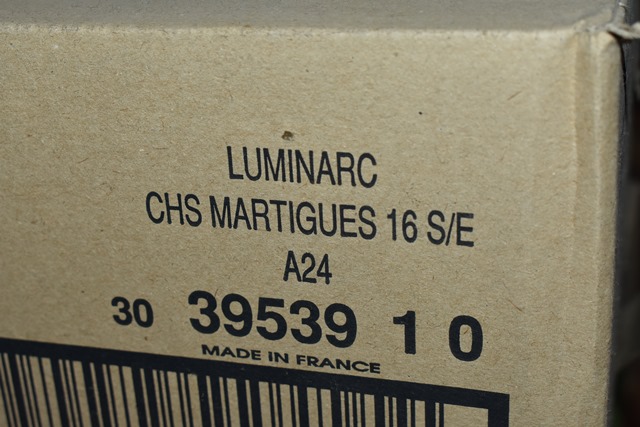 LUMINARC
CHS MARTIGUES 16 S/E
A24
30 39539 1 0
MADE IN FRANCE